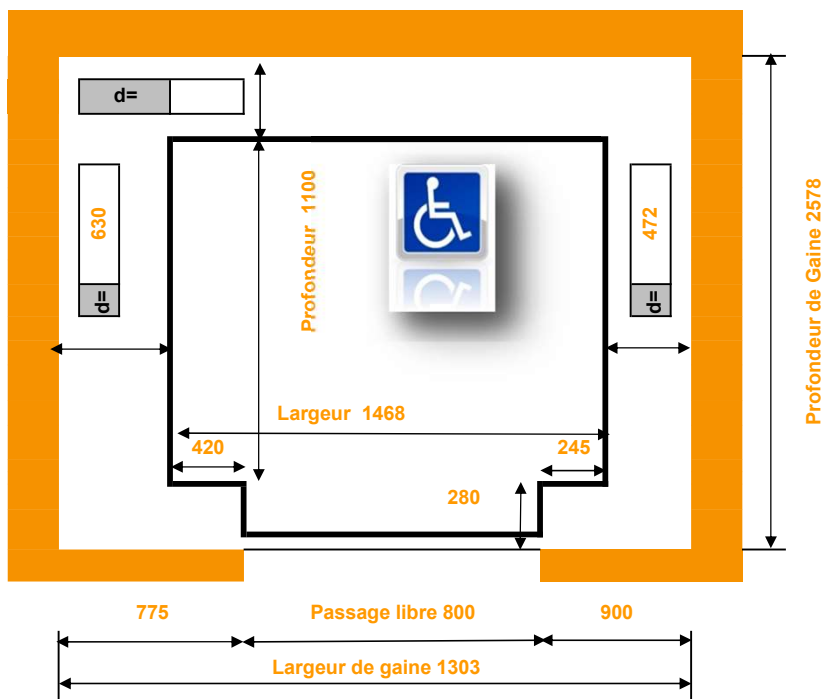 d=
630
d=
Profondeur 1100
472
d=
Profondeur de Gaine 2578
Largeur 1468
420
245
280
775
Passage libre 800
900
Largeur de gaine 1303